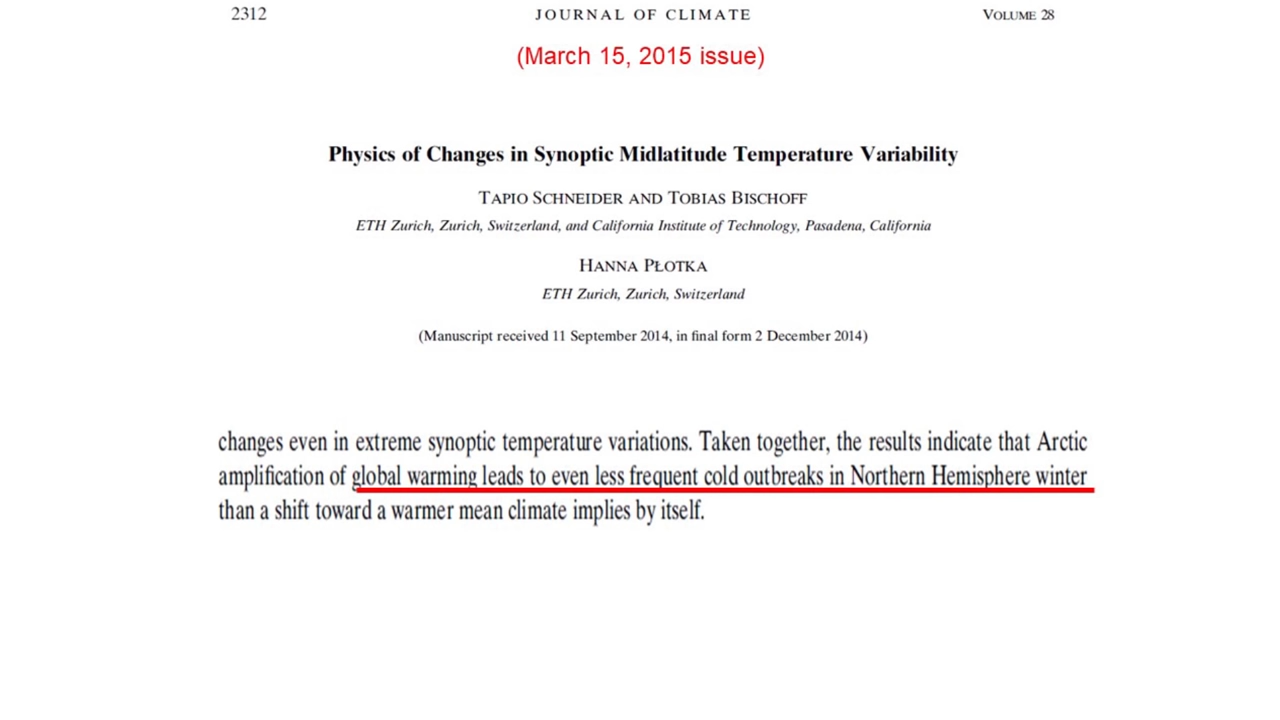 2312 JOURNAL OF CLIMATE VOLUME 28
(March 15, 2015 issue)
Physics of Changes in Synoptic Midlatitude Temperature Variability
TAPIO SCHNEIDER AND TOBIAS BISCHOFF
ETH Zurich, Zurich, Switzerland, and California Institute of Technology, Pasadena, California
HANNA PŁOTKA
ETH Zurich, Zurich, Switzerland
(Manuscript received 11 September 2014, in final form 2 December 2014)
changes even in extreme synoptic temperature variations. Taken together, the results indicate that Arctic
amplification of global warming leads to even less frequent cold outbreaks in Northern Hemisphere winter
than a shift toward a warmer mean climate implies by itself.